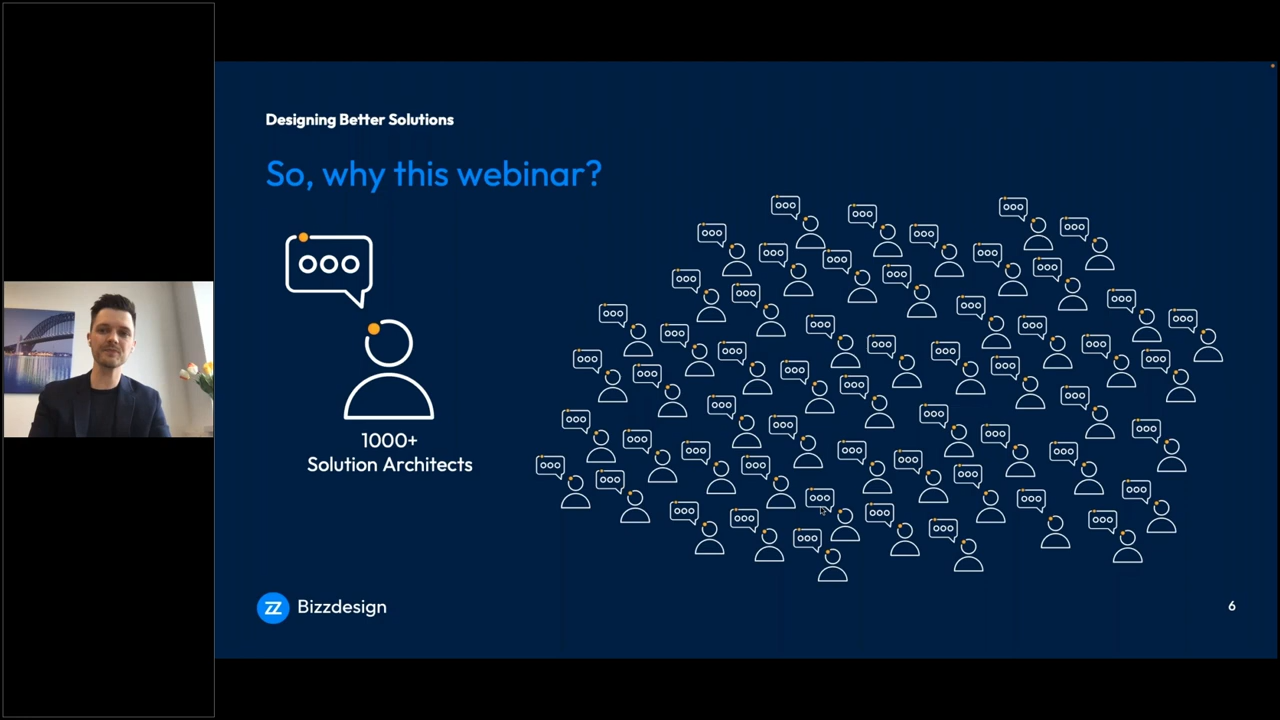 Designing Better Solutions
So, why this webinar?
1000+
Solution Architects
Bizzdesign
6